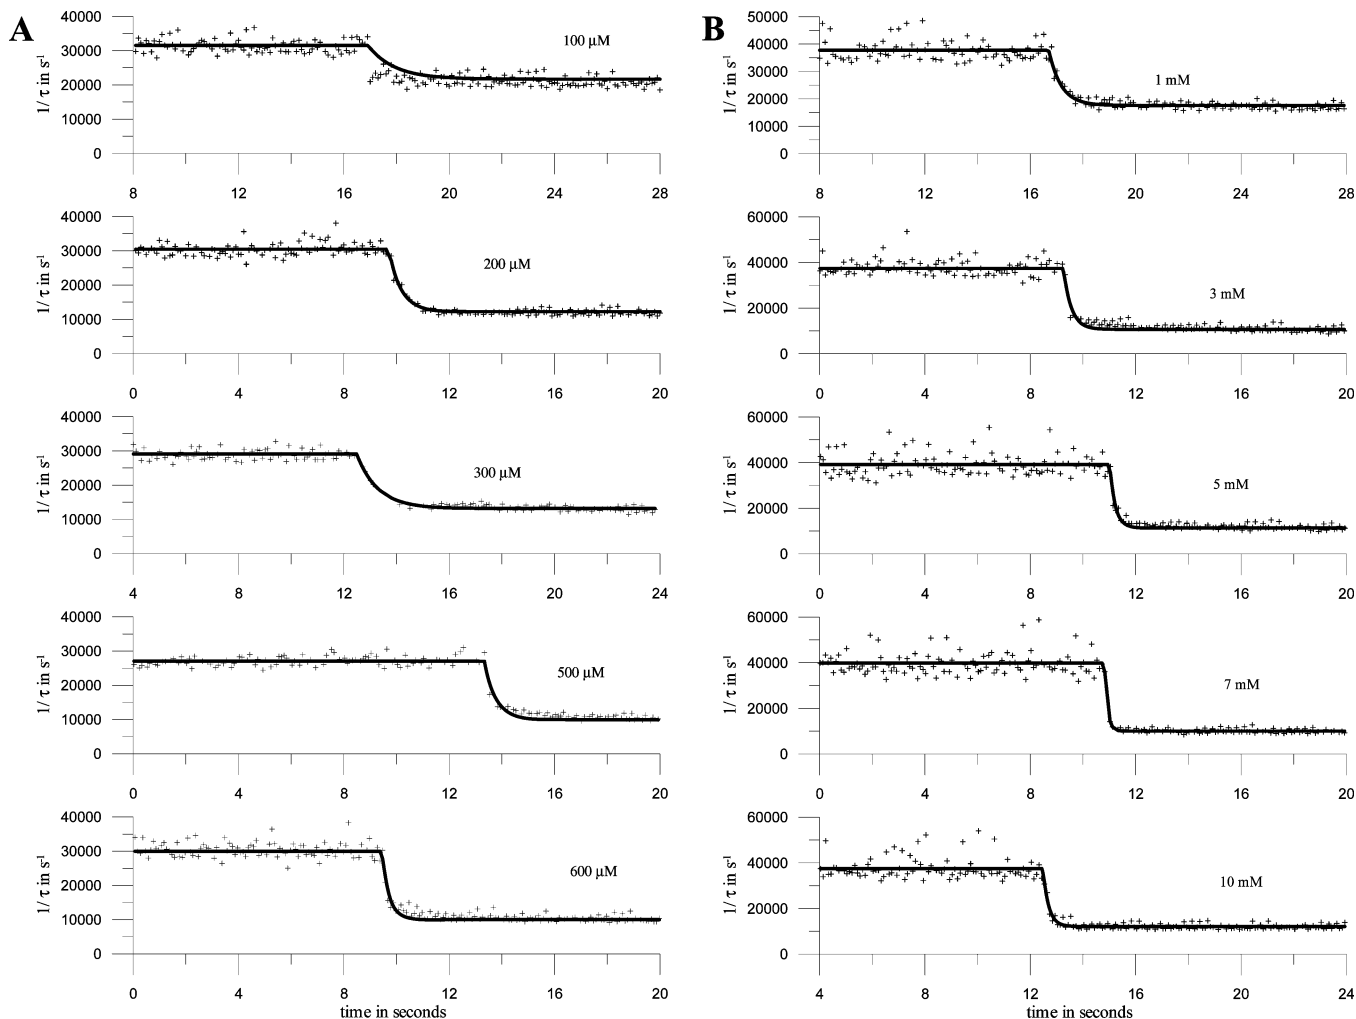 A
40000
30000
20000
10000
0
1/ τ in s⁻¹
100 µM
8 12 16 20 24 28
40000
30000
20000
10000
0
1/ τ in s⁻¹
200 µM
0 4 8 12 16 20
40000
30000
20000
10000
0
1/ τ in s⁻¹
300 µM
4 8 12 16 20 24
40000
30000
20000
10000
0
1/ τ in s⁻¹
500 µM
0 4 8 12 16 20
40000
30000
20000
10000
0
1/ τ in s⁻¹
600 µM
0 4 8 12 16 20
time in seconds
B
50000
40000
30000
20000
10000
0
1/ τ in s⁻¹
1 mM
8 12 16 20 24 28
60000
40000
20000
0
1/ τ in s⁻¹
3 mM
0 4 8 12 16 20
60000
40000
20000
0
1/ τ in s⁻¹
5 mM
0 4 8 12 16 20
60000
40000
20000
0
1/ τ in s⁻¹
7 mM
0 4 8 12 16 20
60000
40000
20000
0
1/ τ in s⁻¹
10 mM
4 8 12 16 20 24
time in seconds